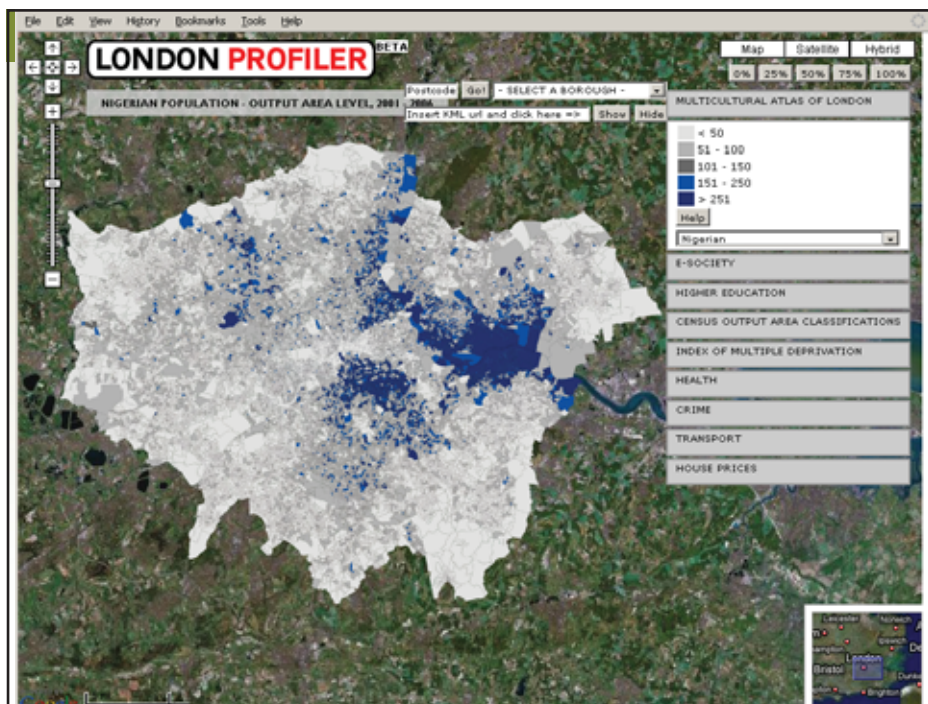 File Edit View History Bookmarks Tools Help
LONDON PROFILER BETA
Map Satellite Hybrid
0% 25% 50% 75% 100%
Postcode Go! - SELECT A BOROUGH -
NIGERIAN POPULATION - OUTPUT AREA LEVEL, 2001 2006
Insert KML url and click here => Show Hide
MULTICULTURAL ATLAS OF LONDON
< 50
51 - 100
101 - 150
151 - 250
> 251
Help
Nigerian
E-SOCIETY
HIGHER EDUCATION
CENSUS OUTPUT AREA CLASSIFICATIONS
INDEX OF MULTIPLE DEPRIVATION
HEALTH
CRIME
TRANSPORT
HOUSE PRICES
Leicester Norwich
Ipswich
London
Bristol
Brighton